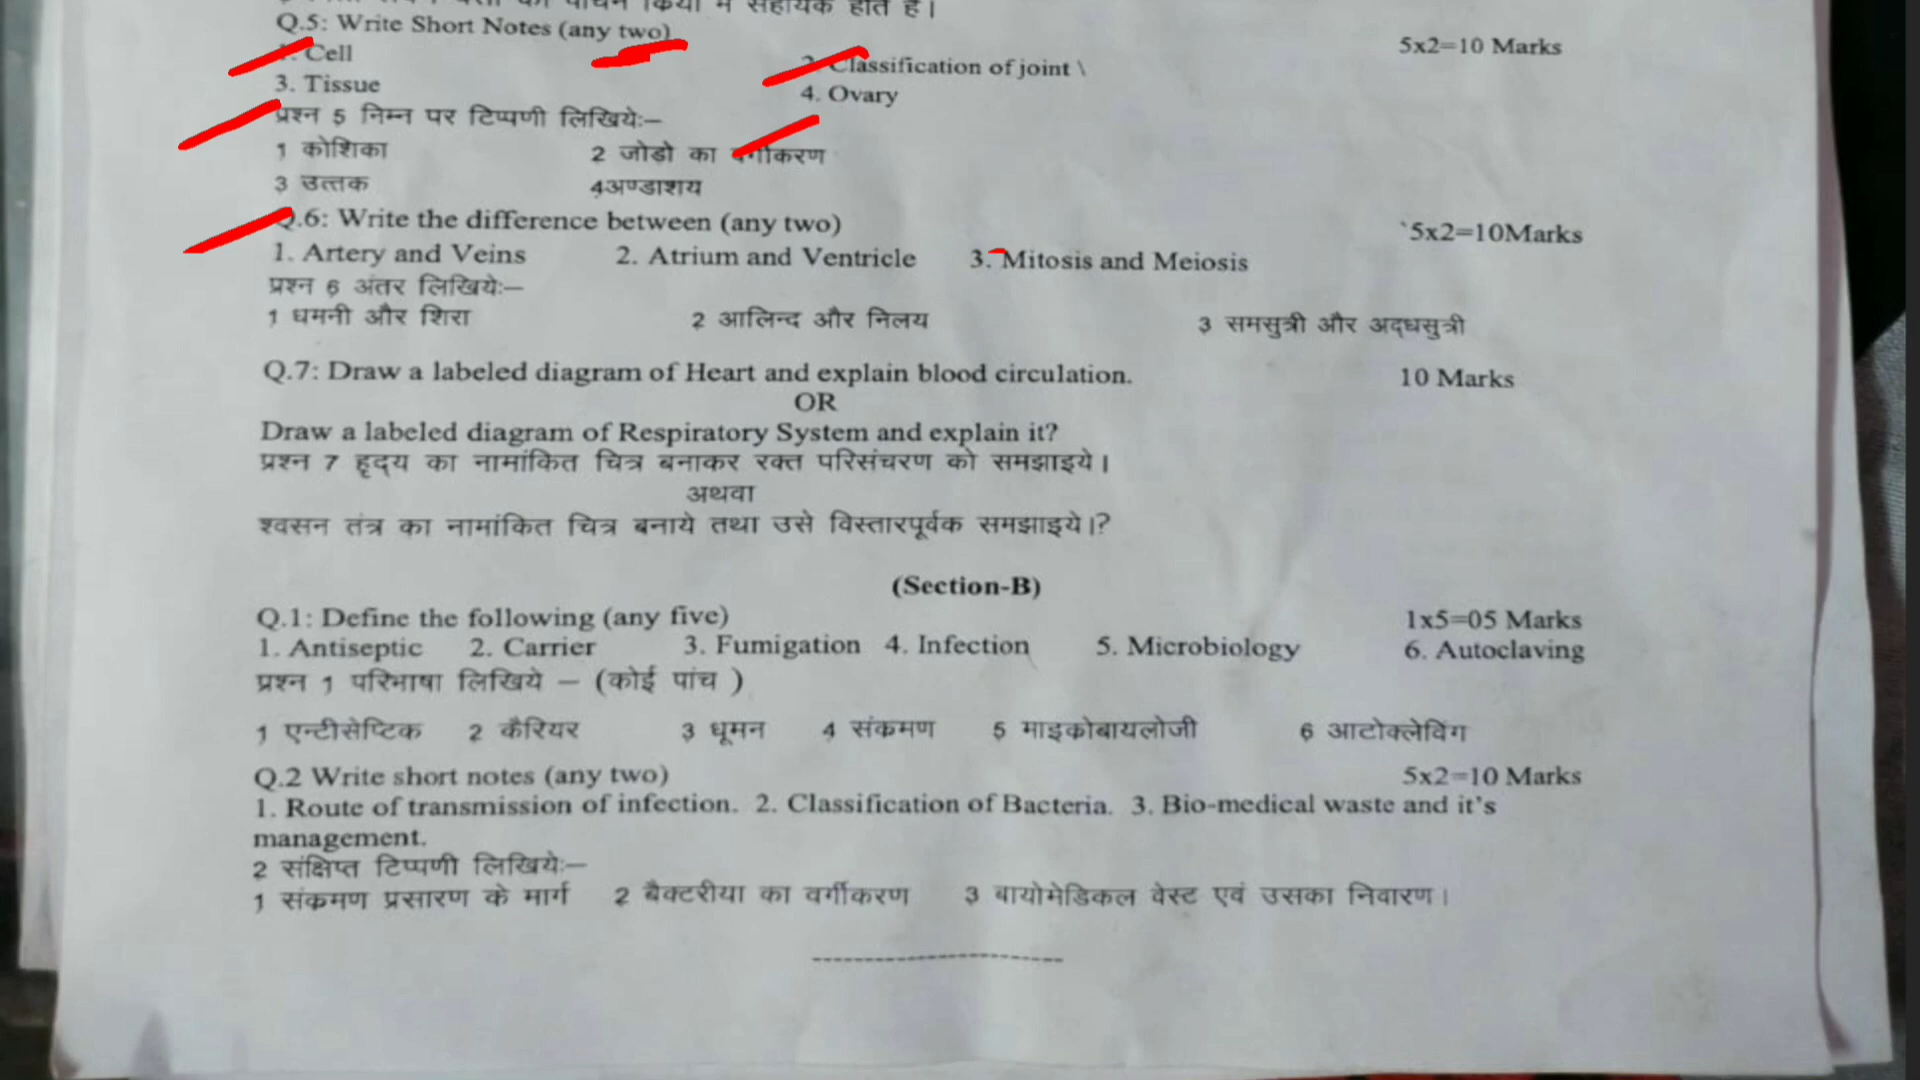 सहायक होते है।
Q.5: Write Short Notes (any two)
5x2=10 Marks
1. Cell
2. Classification of joint \
3. Tissue
4. Ovary
प्रश्न 5 निम्न पर टिप्पणी लिखिये:–
1 कोशिका 2 जोडो का वर्गीकरण
3 उत्तक 4अण्डाशय
Q.6: Write the difference between (any two) `5x2=10Marks
1. Artery and Veins 2. Atrium and Ventricle 3. Mitosis and Meiosis
प्रश्न 6 अंतर लिखिये:–
1 धमनी और शिरा 2 आलिन्द और निलय 3 समसुत्री और अद्धसुत्री
Q.7: Draw a labeled diagram of Heart and explain blood circulation. 10 Marks
OR
Draw a labeled diagram of Respiratory System and explain it?
प्रश्न 7 हृदय का नामांकित चित्र बनाकर रक्त परिसंचरण को समझाइये।
अथवा
श्वसन तंत्र का नामांकित चित्र बनाये तथा उसे विस्तारपूर्वक समझाइये।?
(Section-B)
Q.1: Define the following (any five) 1x5=05 Marks
1. Antiseptic 2. Carrier 3. Fumigation 4. Infection 5. Microbiology 6. Autoclaving
प्रश्न 1 परिभाषा लिखिये – (कोई पांच )
1 एन्टीसेप्टिक 2 कैरियर 3 धूमन 4 संक्रमण 5 माइकोबायलोजी 6 आटोक्लेविंग
Q.2 Write short notes (any two) 5x2=10 Marks
1. Route of transmission of infection. 2. Classification of Bacteria. 3. Bio-medical waste and it's
management.
2 संक्षिप्त टिप्पणी लिखिये:–
1 संक्रमण प्रसारण के मार्ग 2 बैक्टरीया का वर्गीकरण 3 बायोमेडिकल वेस्ट एवं उसका निवारण।